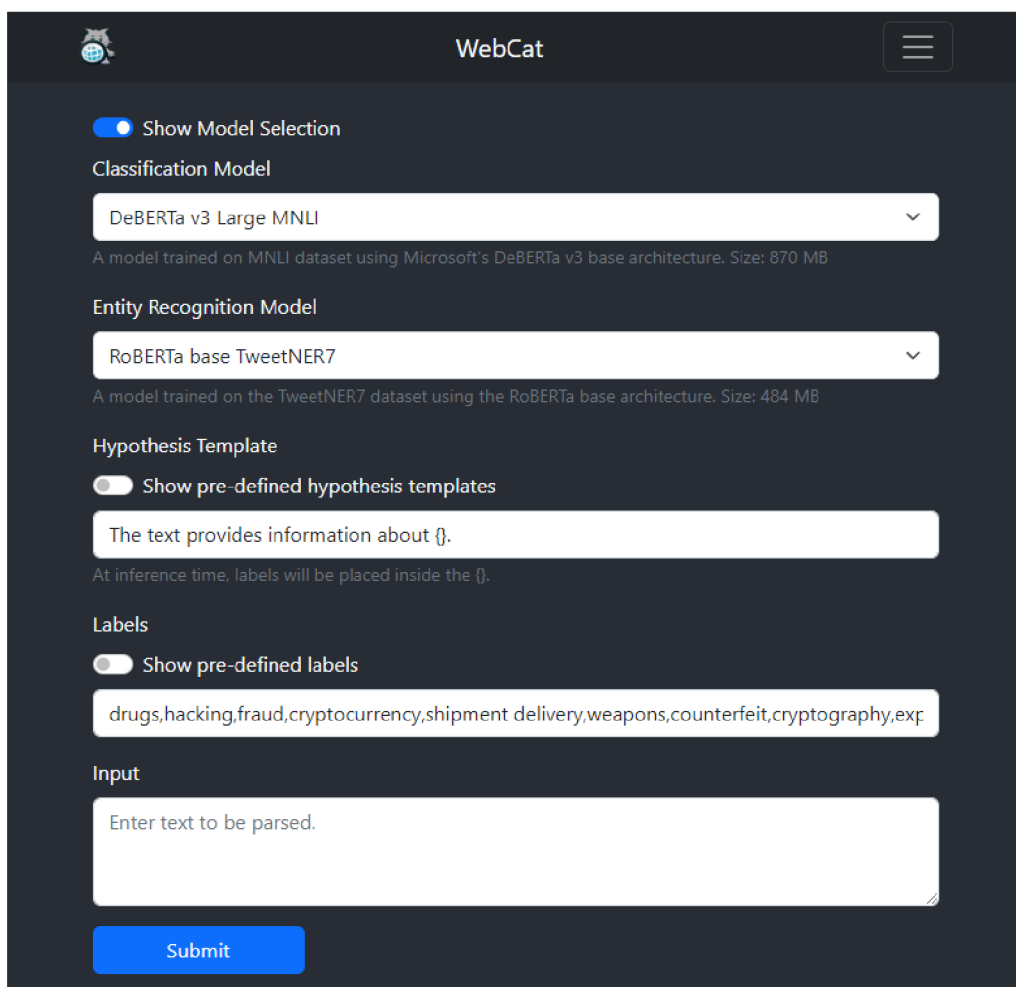 WebCat
Show Model Selection
Classification Model
DeBERTa v3 Large MNLI
A model trained on MNLI dataset using Microsoft's DeBERTa v3 base architecture. Size: 870 MB
Entity Recognition Model
RoBERTa base TweetNER7
A model trained on the TweetNER7 dataset using the RoBERTa base architecture. Size: 484 MB
Hypothesis Template
Show pre-defined hypothesis templates
The text provides information about {}.
At inference time, labels will be placed inside the {}.
Labels
Show pre-defined labels
drugs,hacking,fraud,cryptocurrency,shipment delivery,weapons,counterfeit,cryptography,exp
Input
Enter text to be parsed.
Submit